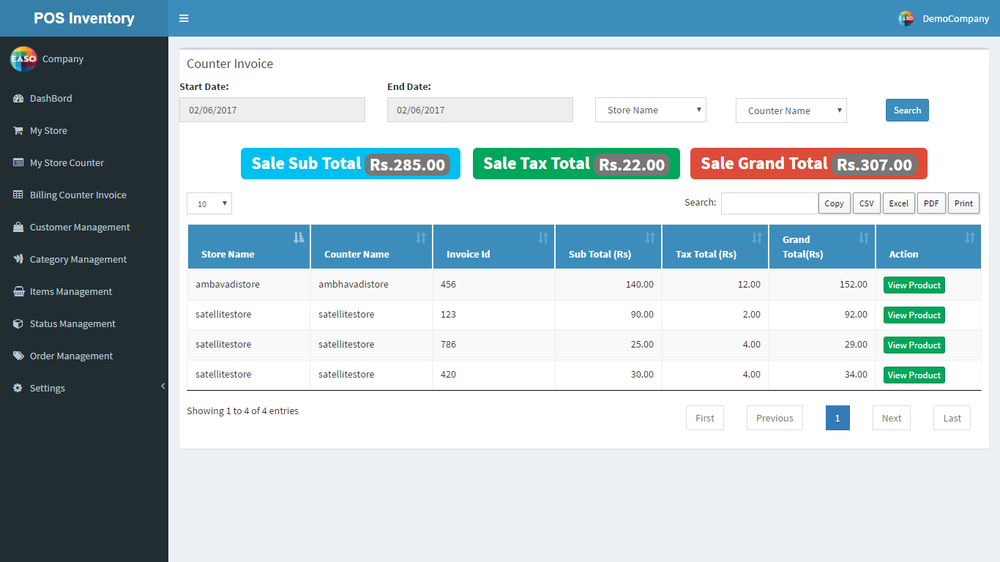 POS Inventory
EASO DemoCompany
EASO Company
DashBord
My Store
My Store Counter
Billing Counter Invoice
Customer Management
Category Management
Items Management
Status Management
Order Management
Settings
Counter Invoice
Start Date: End Date:
02/06/2017 02/06/2017 Store Name Counter Name Search
Sale Sub Total Rs.285.00 Sale Tax Total Rs.22.00 Sale Grand Total Rs.307.00
10 Search: Copy CSV Excel PDF Print
Store Name Counter Name Invoice Id Sub Total (Rs) Tax Total (Rs) Grand Total(Rs) Action
ambavadistore ambhavadistore 456 140.00 12.00 152.00 View Product
satellitestore satellitestore 123 90.00 2.00 92.00 View Product
satellitestore satellitestore 786 25.00 4.00 29.00 View Product
satellitestore satellitestore 420 30.00 4.00 34.00 View Product
Showing 1 to 4 of 4 entries First Previous 1 Next Last